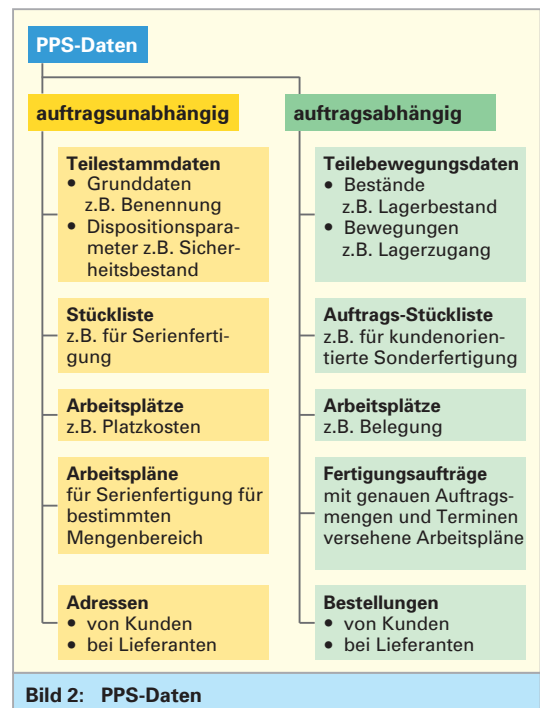 PPS-Daten
auftragsunabhängig
Teilestammdaten
• Grunddaten
z.B. Benennung
• Dispositionspara-
meter z.B. Sicher-
heitsbestand
Stückliste
z.B. für Serienferti-
gung
Arbeitsplätze
z.B. Platzkosten
Arbeitspläne
für Serienfertigung für
bestimmten
Mengenbereich
Adressen
• von Kunden
• bei Lieferanten
auftragsabhängig
Teilebewegungsdaten
• Bestände
z.B. Lagerbestand
• Bewegungen
z.B. Lagerzugang
Auftrags-Stückliste
z.B. für kundenorien-
tierte Sonderfertigung
Arbeitsplätze
z.B. Belegung
Fertigungsaufträge
mit genauen Auftrags-
mengen und Terminen
versehene Arbeitspläne
Bestellungen
• von Kunden
• bei Lieferanten
Bild 2: PPS-Daten